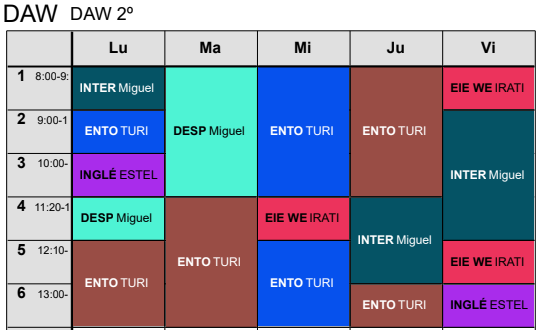 DAW DAW 2º
Lu Ma Mi Ju Vi
1 8:00-9:
INTER Miguel
EIE WE IRATI
2 9:00-1
ENTO TURI
DESP Miguel
ENTO TURI
ENTO TURI
3 10:00-
INGLÉ ESTEL
INTER Miguel
4 11:20-1
DESP Miguel
EIE WE IRATI
INTER Miguel
5 12:10-
ENTO TURI
ENTO TURI
ENTO TURI
EIE WE IRATI
6 13:00-
ENTO TURI
INGLÉ ESTEL